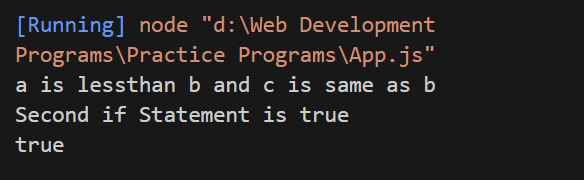 [Running] node "d:\Web Development
Programs\Practice Programs\App.js"
a is lessthan b and c is same as b
Second if Statement is true
true